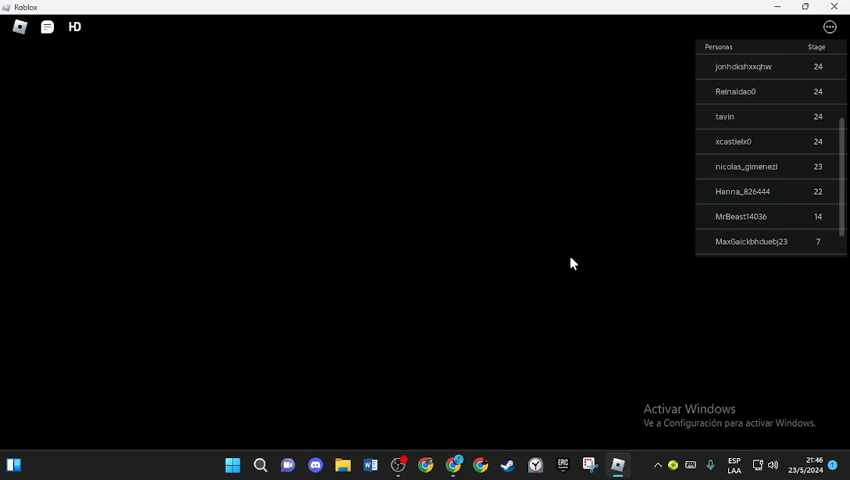 Roblox
HD
Personas Stage
jonhdkshxxqhw 24
Reinaldao0 24
tavin 24
xcastielx0 24
nicolas_gimenezl 23
Hanna_826444 22
MrBeast14036 14
MaxGaickbhduebj23 7
Activar Windows
Ve a Configuración para activar Windows.
EPIC
ESP
LAA
21:46
23/5/2024